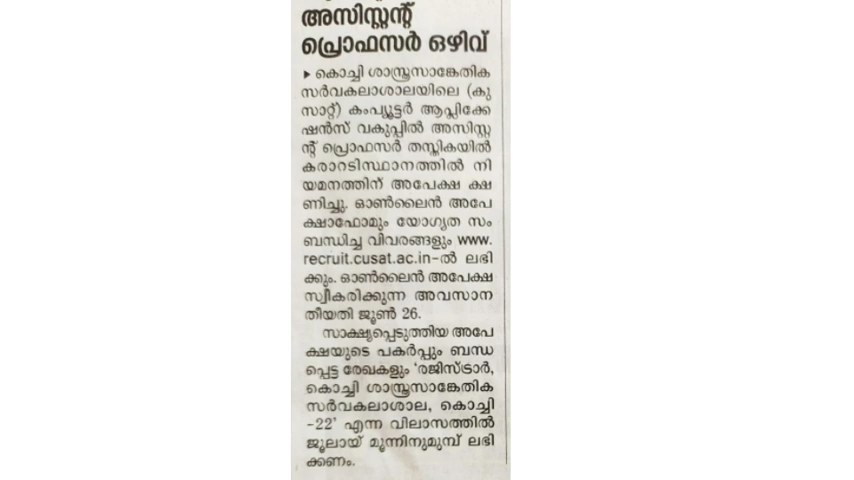 അസിസ്റ്റന്റ്
പ്രൊഫസർ ഒഴിവ്
▸ കൊച്ചി ശാസ്ത്രസാങ്കേതിക
സർവകലാശാലയിലെ (കു
സാറ്റ്) കംപ്യൂട്ടർ ആപ്ലിക്കേ
ഷൻസ് വകുപ്പിൽ അസിസ്റ്റ
ന്റ് പ്രൊഫസർ തസ്തികയിൽ
കരാറടിസ്ഥാനത്തിൽ നി
യമനത്തിന് അപേക്ഷ ക്ഷ
ണിച്ചു. ഓൺലൈൻ അപേ
ക്ഷാഫോമും യോഗ്യത സം
ബന്ധിച്ച വിവരങ്ങളും www.
recruit.cusat.ac.in-ൽ ലഭി
ക്കും. ഓൺലൈൻ അപേക്ഷ
സ്വീകരിക്കുന്ന അവസാന
തീയതി ജൂൺ 26.
സാക്ഷ്യപ്പെടുത്തിയ അപേ
ക്ഷയുടെ പകർപ്പും ബന്ധ
പ്പെട്ട രേഖകളും 'രജിസ്ട്രാർ,
കൊച്ചി ശാസ്ത്രസാങ്കേതിക
സർവകലാശാല, കൊച്ചി
-22' എന്ന വിലാസത്തിൽ
ജൂലായ് മൂന്നിനുമുമ്പ് ലഭി
ക്കണം.